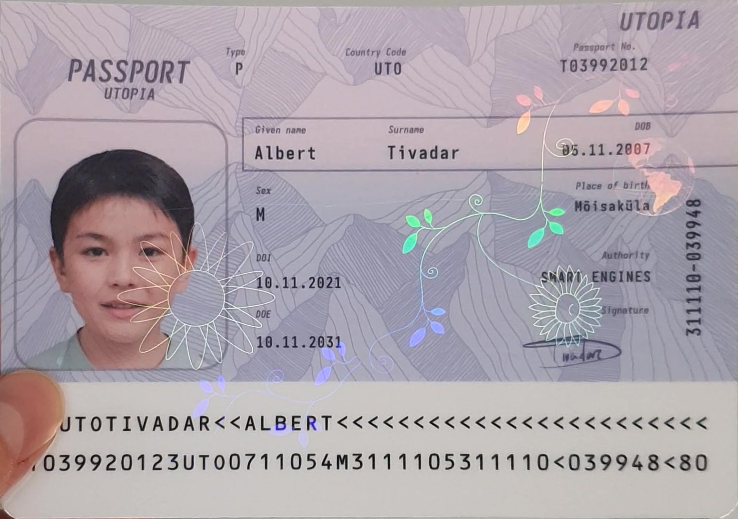 UTOPIA
PASSPORT
UTOPIA
Type
P
Country Code
UTO
Passport No.
T03992012
Given name
Albert
Surname
Tivadar
DOB
05.11.2007
Sex
M
Place of birth
Mõisaküla
DOI
10.11.2021
Authority
SMART ENGINES
DOE
10.11.2031
Signature
311110-039948
UTOTIVADAR<<ALBERT<<<<<<<<<<<<<<<<<<<<<<<<
039920123UTO0711054M3111105311110<039948<80